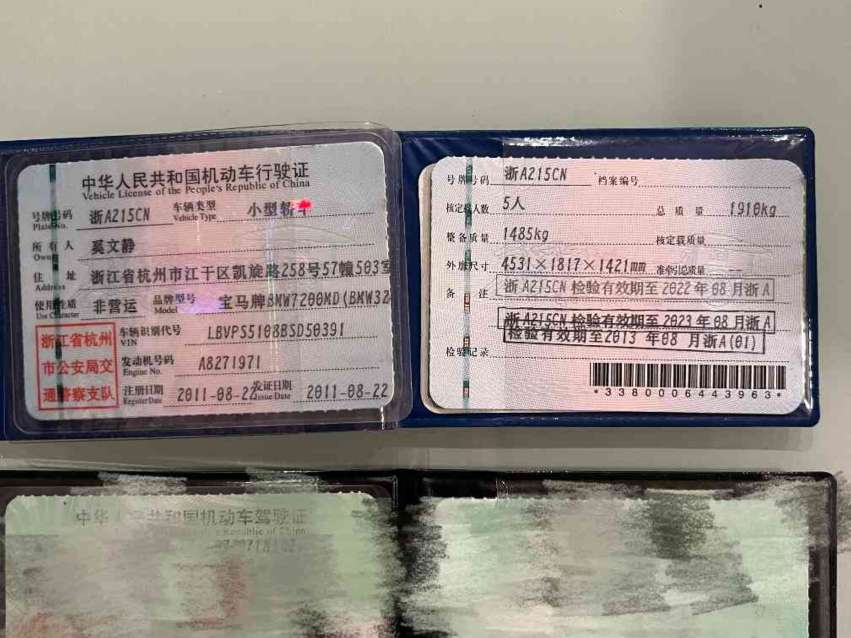 中华人民共和国机动车行驶证
Vehicle License of the People's Republic of China
号牌号码 浙A215CN 车辆类型 小型轿车
Plate No. Vehicle Type
所有人 奚文静
Owner
住址 浙江省杭州市江干区凯旋路258号57幢503室
Address
使用性质 非营运 品牌型号 宝马牌BMW7200MD(BMW32
Use Character Model
浙江省杭州
市公安局交
通警察支队
车辆识别代号 LBVPS5108BSD50391
VIN
发动机号码 A8271971
Engine No.
注册日期 2011-08-22 发证日期 2011-08-22
Register Date Issue Date
号牌号码 浙A215CN 档案编号
核定载人数 5人 总质量 1910kg
整备质量 1485kg 核定载质量
外廓尺寸 4531×1817×1421mm 准牵引总质量 --
备注 浙A215CN 检验有效期至2022年08月浙A
浙A215CN 检验有效期至2023年08月浙A
检验有效期至2013年08月浙A(01)
检验记录
*3380006443963*
中华人民共和国机动车驾驶证
Republic of China